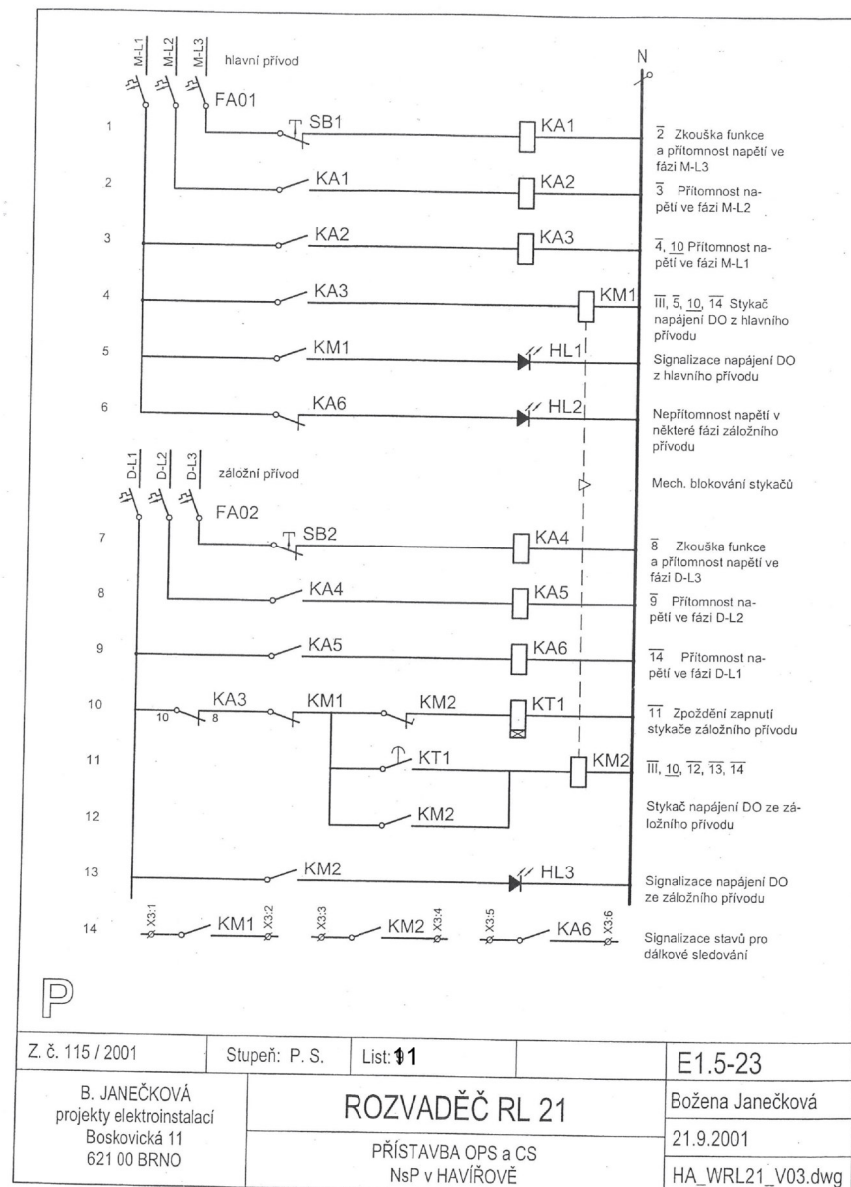 M-L1 M-L2 M-L3 hlavní přívod N
FA01
1 SB1 KA1 2 Zkouška funkce
a přítomnost napětí ve
fázi M-L3
2 KA1 KA2 3 Přítomnost na-
pětí ve fázi M-L2
3 KA2 KA3 4, 10 Přítomnost na-
pětí ve fázi M-L1
4 KA3 KM1 III, 5, 10, 14 Stykač
napájení DO z hlavního
přívodu
5 KM1 HL1 Signalizace napájení DO
z hlavního přívodu
6 KA6 HL2 Nepřítomnost napětí v
některé fázi záložního
přívodu
D-L1 D-L2 D-L3 záložní přívod
Mech. blokování stykačů
FA02
7 SB2 KA4 8 Zkouška funkce
a přítomnost napětí ve
fázi D-L3
8 KA4 KA5 9 Přítomnost na-
pětí ve fázi D-L2
9 KA5 KA6 14 Přítomnost na-
pětí ve fázi D-L1
10 KA3 KM1 KM2 KT1 11 Zpoždění zapnutí
10 8 stykače záložního přívodu
11 KT1 KM2 III, 10, 12, 13, 14
12 KM2 Stykač napájení DO ze zá-
ložního přívodu
13 KM2 HL3 Signalizace napájení DO
ze záložního přívodu
14 X3:1 KM1 X3:2 X3:3 KM2 X3:4 X3:5 KA6 X3:6 Signalizace stavů pro
dálkové sledování
P
Z. č. 115 / 2001 Stupeň: P. S. List: 11 E1.5-23
B. JANEČKOVÁ
projekty elektroinstalací
Boskovická 11
621 00 BRNO
ROZVADĚČ RL 21
PŘÍSTAVBA OPS a CS
NsP v HAVÍŘOVĚ
Božena Janečková
21.9.2001
HA_WRL21_V03.dwg